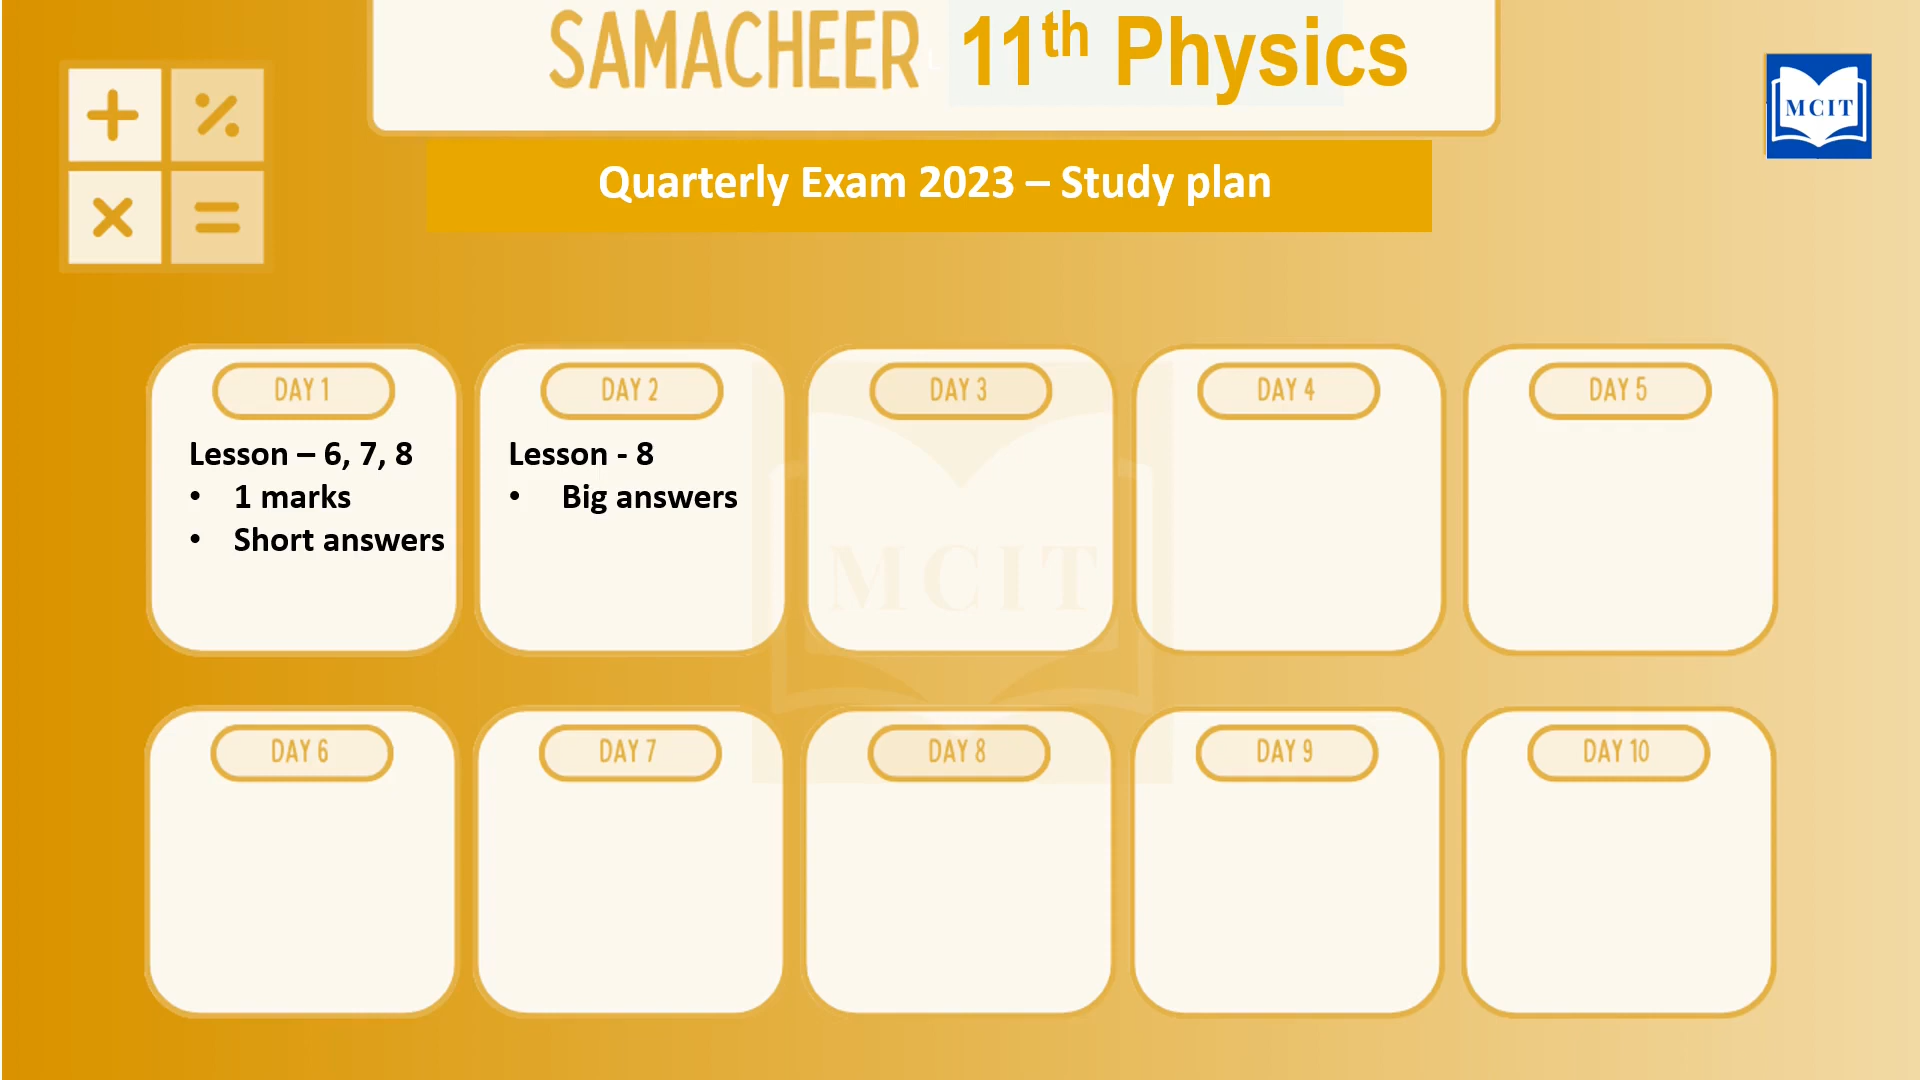 SAMACHEER 11th Physics
MCIT
Quarterly Exam 2023 – Study plan
DAY 1
Lesson – 6, 7, 8
• 1 marks
• Short answers
DAY 2
Lesson - 8
• Big answers
DAY 3
DAY 4
DAY 5
MCIT
DAY 6
DAY 7
DAY 8
DAY 9
DAY 10